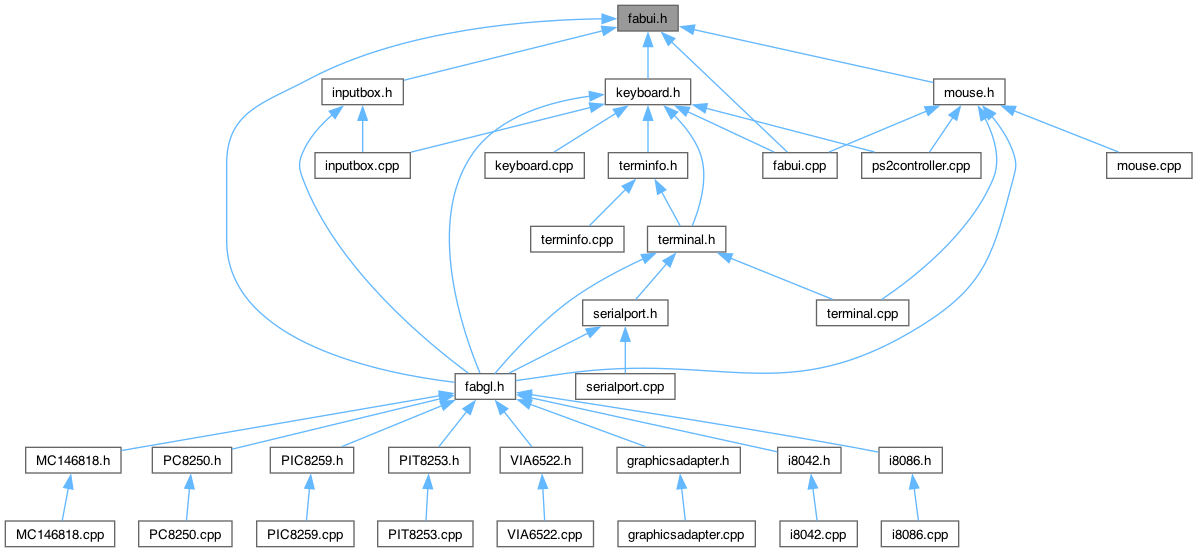 fabui.h
inputbox.h
keyboard.h
mouse.h
inputbox.cpp
keyboard.cpp
terminfo.h
fabui.cpp
ps2controller.cpp
mouse.cpp
terminfo.cpp
terminal.h
serialport.h
terminal.cpp
fabgl.h
serialport.cpp
MC146818.h
PC8250.h
PIC8259.h
PIT8253.h
VIA6522.h
graphicsadapter.h
i8042.h
i8086.h
MC146818.cpp
PC8250.cpp
PIC8259.cpp
PIT8253.cpp
VIA6522.cpp
graphicsadapter.cpp
i8042.cpp
i8086.cpp